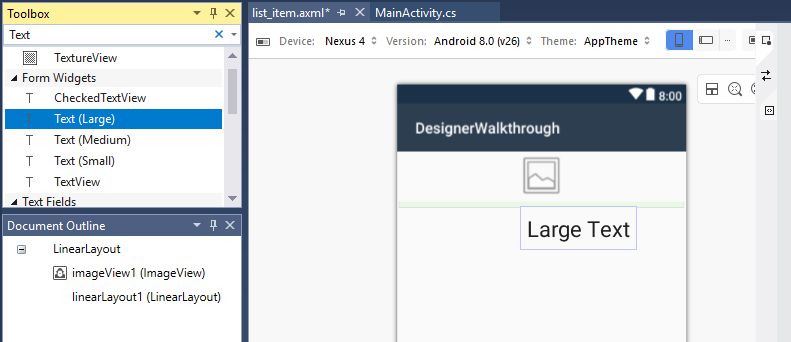 Toolbox
Text
TextureView
Form Widgets
CheckedTextView
Text (Large)
Text (Medium)
Text (Small)
TextView
Text Fields
Document Outline
LinearLayout
imageView1 (ImageView)
linearLayout1 (LinearLayout)
list_item.axml*
MainActivity.cs
Device: Nexus 4 Version: Android 8.0 (v26) Theme: AppTheme
8:00
DesignerWalkthrough
Large Text